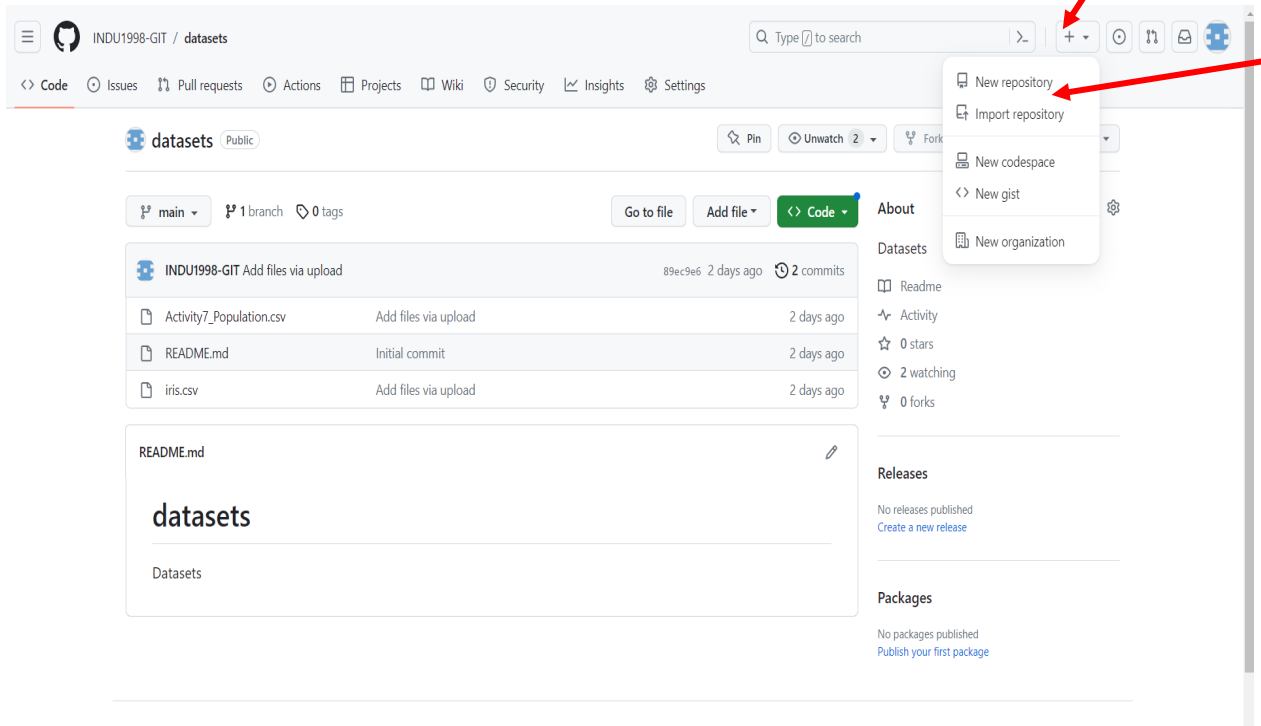 INDU1998-GIT / datasets
Type / to search
Code Issues Pull requests Actions Projects Wiki Security Insights Settings
New repository
Import repository
New codespace
New gist
New organization
datasets Public
Pin Unwatch 2 Fork
main 1 branch 0 tags
Go to file Add file Code
INDU1998-GIT Add files via upload 89ec9e6 2 days ago 2 commits
Activity7_Population.csv Add files via upload 2 days ago
README.md Initial commit 2 days ago
iris.csv Add files via upload 2 days ago
README.md
datasets
Datasets
About
Datasets
Readme
Activity
0 stars
2 watching
0 forks
Releases
No releases published
Create a new release
Packages
No packages published
Publish your first package